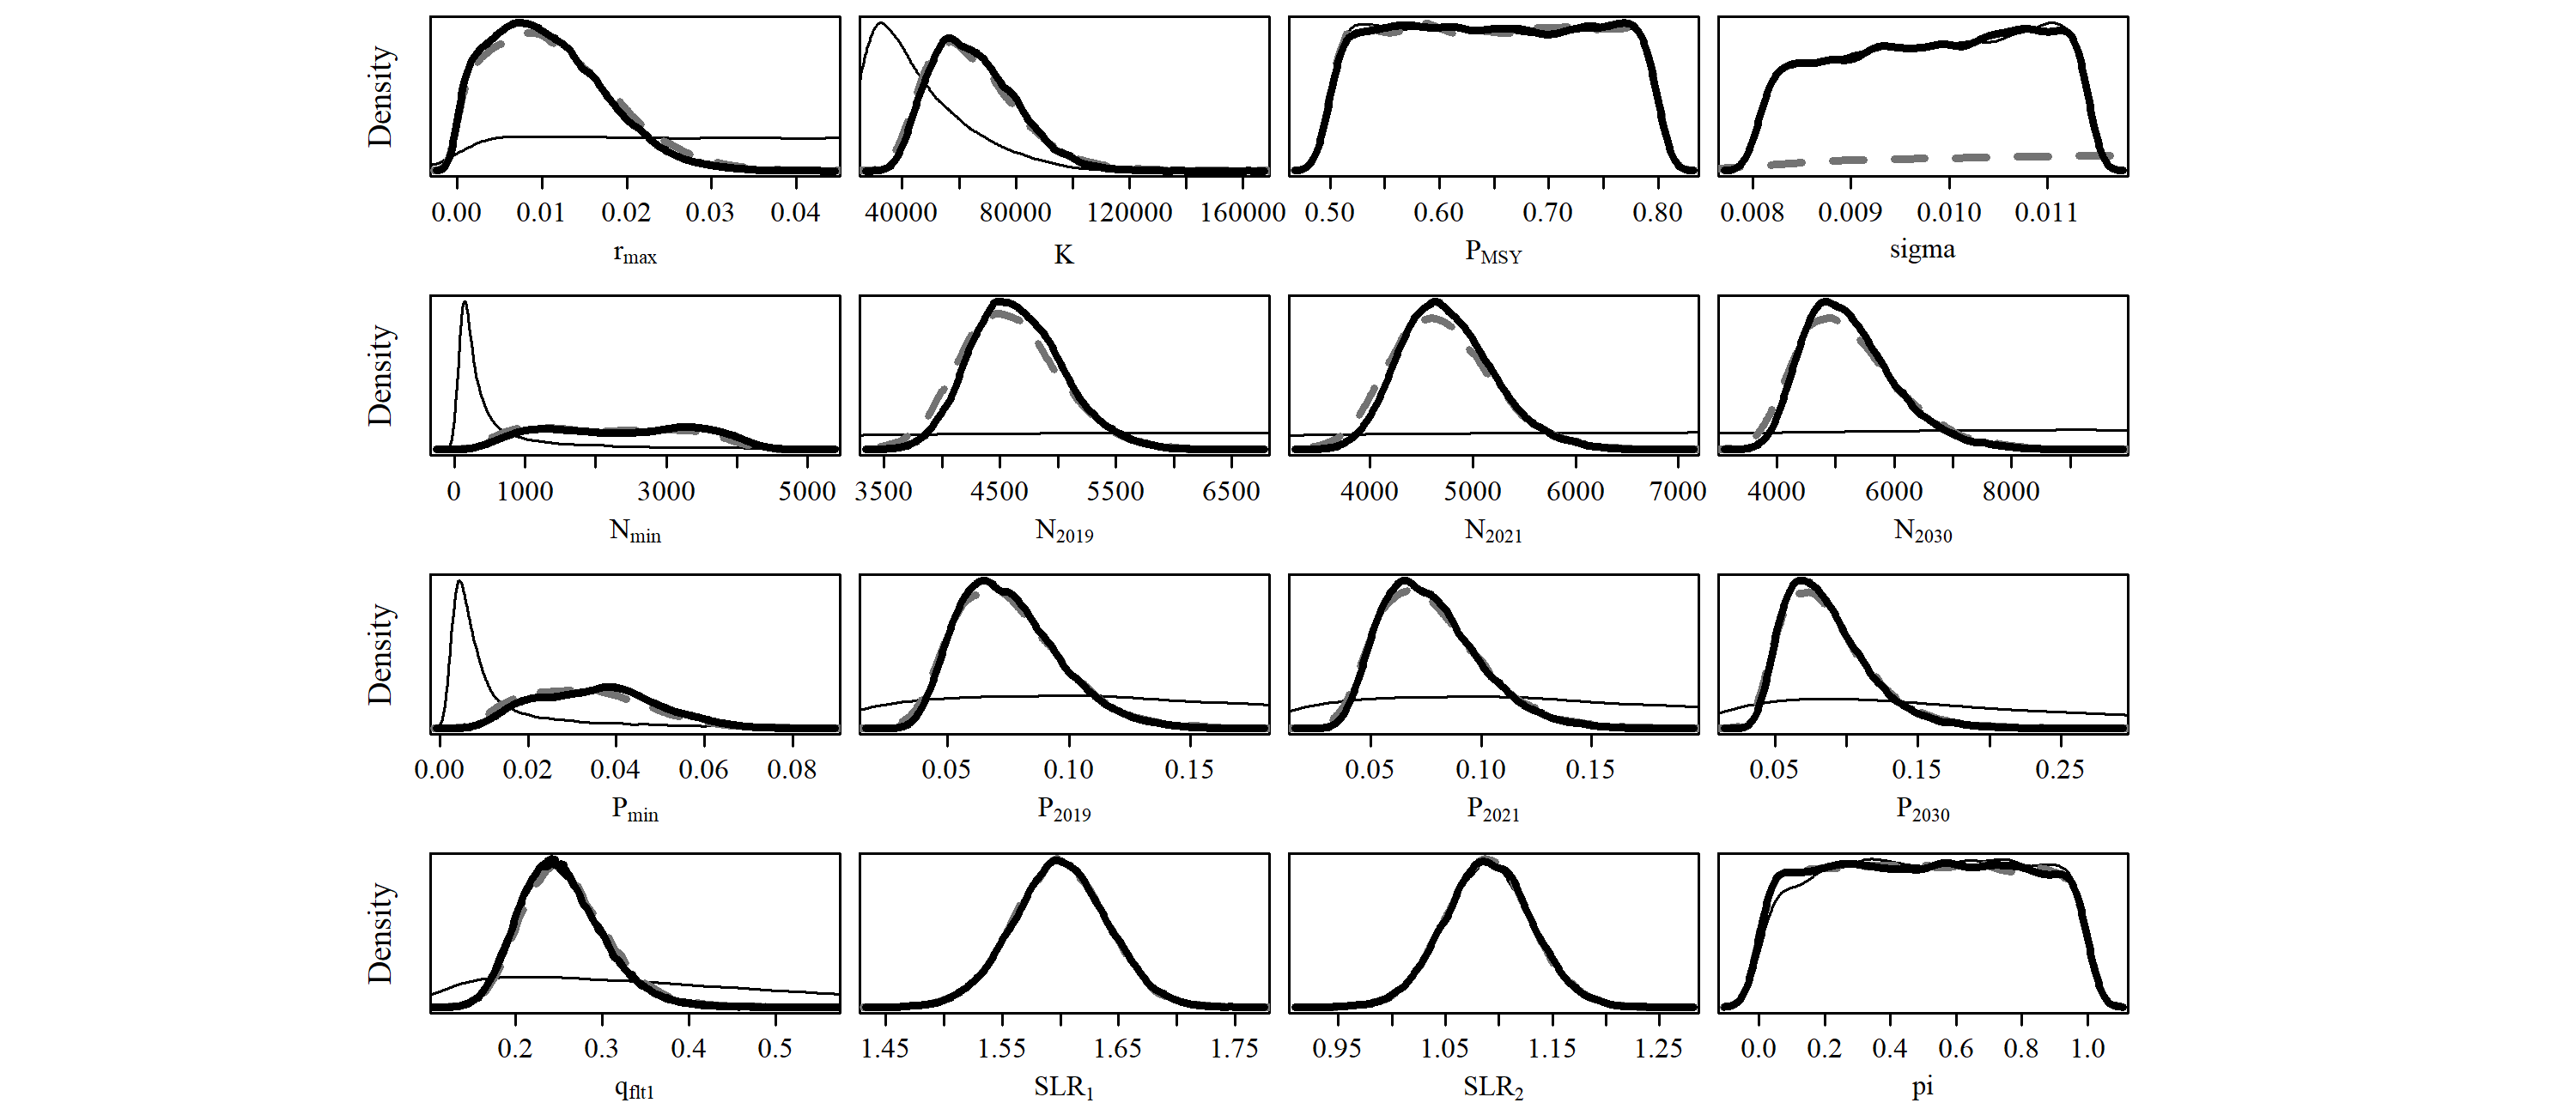 Density
0.00 0.01 0.02 0.03 0.04
40000 80000 120000 160000
0.50 0.60 0.70 0.80
0.008 0.009 0.010 0.011
rmax
K
PMSY
sigma
Density
0 1000 3000 5000
3500 4500 5500 6500
4000 5000 6000 7000
4000 6000 8000
Nmin
N2019
N2021
N2030
Density
0.00 0.02 0.04 0.06 0.08
0.05 0.10 0.15
0.05 0.10 0.15
0.05 0.15 0.25
Pmin
P2019
P2021
P2030
Density
0.2 0.3 0.4 0.5
1.45 1.55 1.65 1.75
0.95 1.05 1.15 1.25
0.0 0.2 0.4 0.6 0.8 1.0
qflt1
SLR1
SLR2
pi